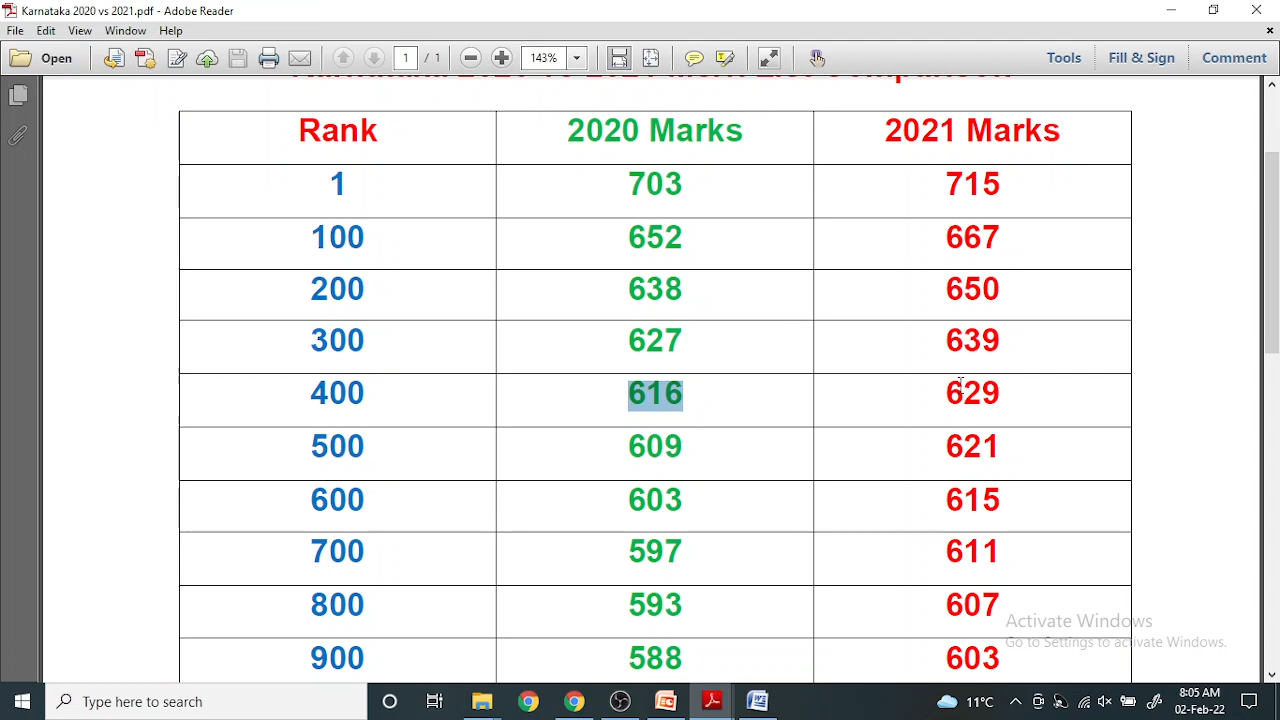 Karnataka 2020 vs 2021.pdf - Adobe Reader
File Edit View Window Help
Open 1 / 1 143% Tools Fill & Sign Comment
Rank 2020 Marks 2021 Marks
1 703 715
100 652 667
200 638 650
300 627 639
400 616 629
500 609 621
600 603 615
700 597 611
800 593 607
900 588 603
Activate Windows
Go to Settings to activate Windows.
Type here to search
11°C
8:05 AM
02-Feb-22